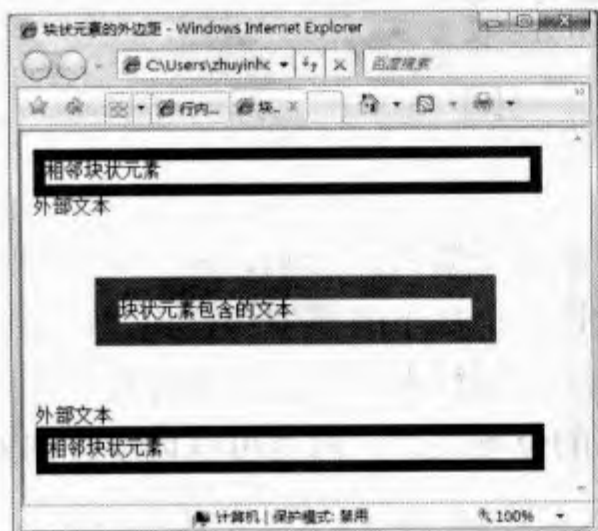 块状元素的外边距 - Windows Internet Explorer
C:\Users\zhuyinhc
百度搜索
行内...
块...
相邻块状元素
外部文本
块状元素包含的文本
外部文本
相邻块状元素
计算机 | 保护模式: 禁用
100%